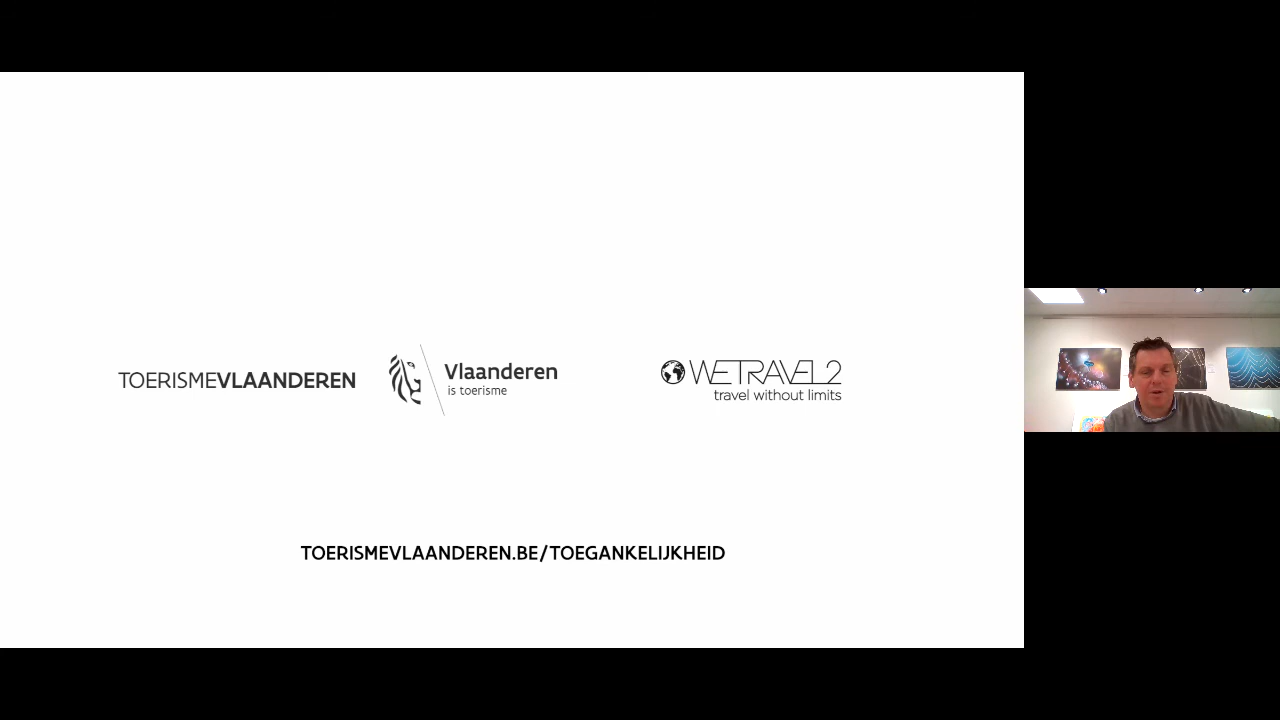 TOERISMEVLAANDEREN
Vlaanderen
is toerisme
WETRAVEL2
travel without limits
TOERISMEVLAANDEREN.BE/TOEGANKELIJKHEID